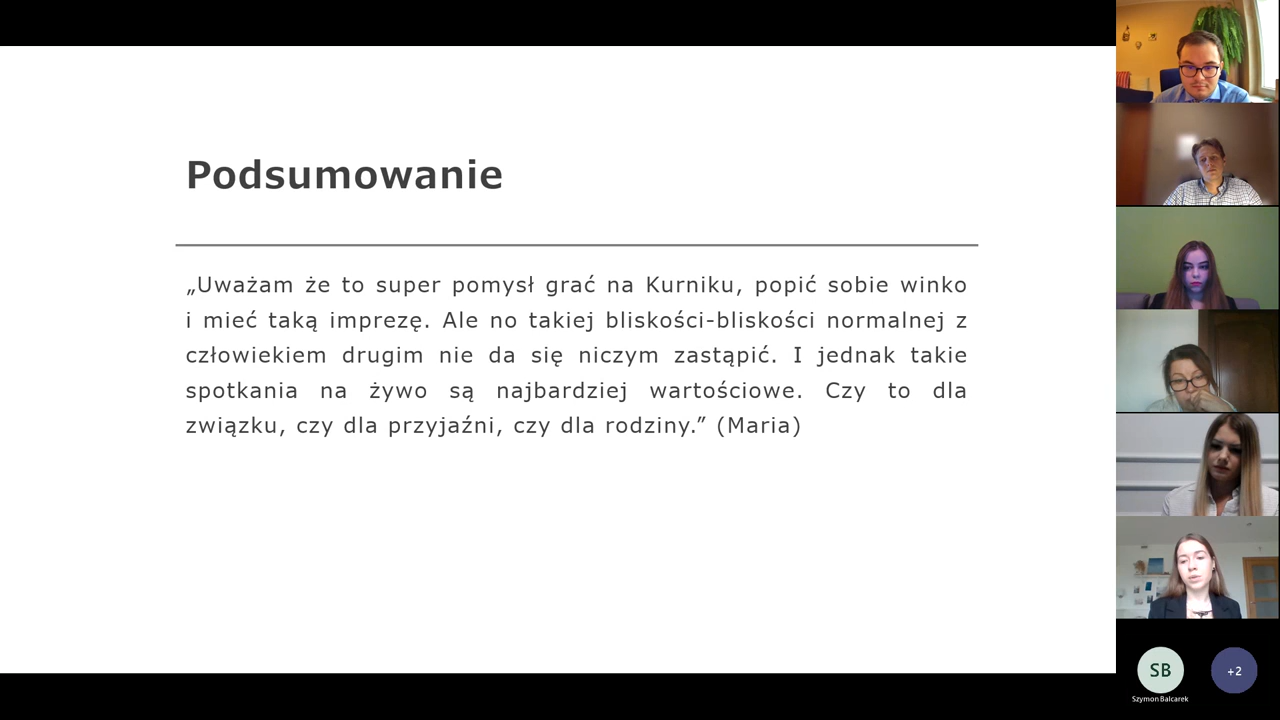 Podsumowanie
„Uważam że to super pomysł grać na Kurniku, popić sobie winko
i mieć taką imprezę. Ale no takiej bliskości-bliskości normalnej z
człowiekiem drugim nie da się niczym zastąpić. I jednak takie
spotkania na żywo są najbardziej wartościowe. Czy to dla
związku, czy dla przyjaźni, czy dla rodziny.” (Maria)
SB
+2
Szymon Balcarek